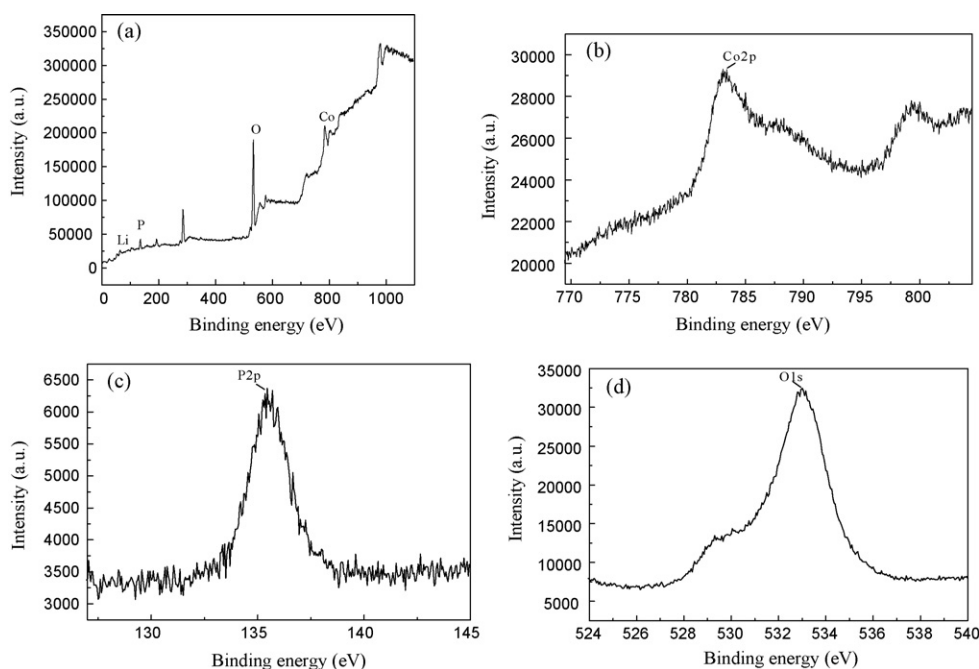 (a)
350000
300000
250000
200000
150000
100000
50000
0
Intensity (a.u.)
Li
P
O
Co
0 200 400 600 800 1000
Binding energy (eV)
(b)
30000
28000
26000
24000
22000
20000
Intensity (a.u.)
Co2p
770 775 780 785 790 795 800
Binding energy (eV)
(c)
6500
6000
5500
5000
4500
4000
3500
3000
Intensity (a.u.)
P2p
130 135 140 145
Binding energy (eV)
(d)
35000
30000
25000
20000
15000
10000
5000
0
Intensity (a.u.)
O1s
524 526 528 530 532 534 536 538 540
Binding energy (eV)